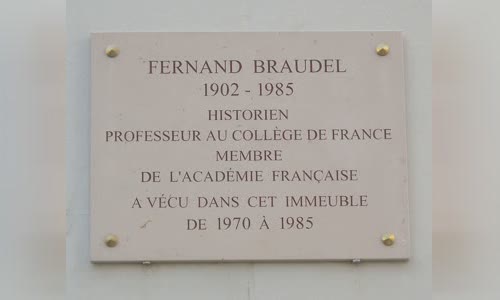 FERNAND BRAUDEL
1902 - 1985
HISTORIEN
PROFESSEUR AU COLLÈGE DE FRANCE
MEMBRE
DE L'ACADÉMIE FRANÇAISE
A VÉCU DANS CET IMMEUBLE
DE 1970 À 1985